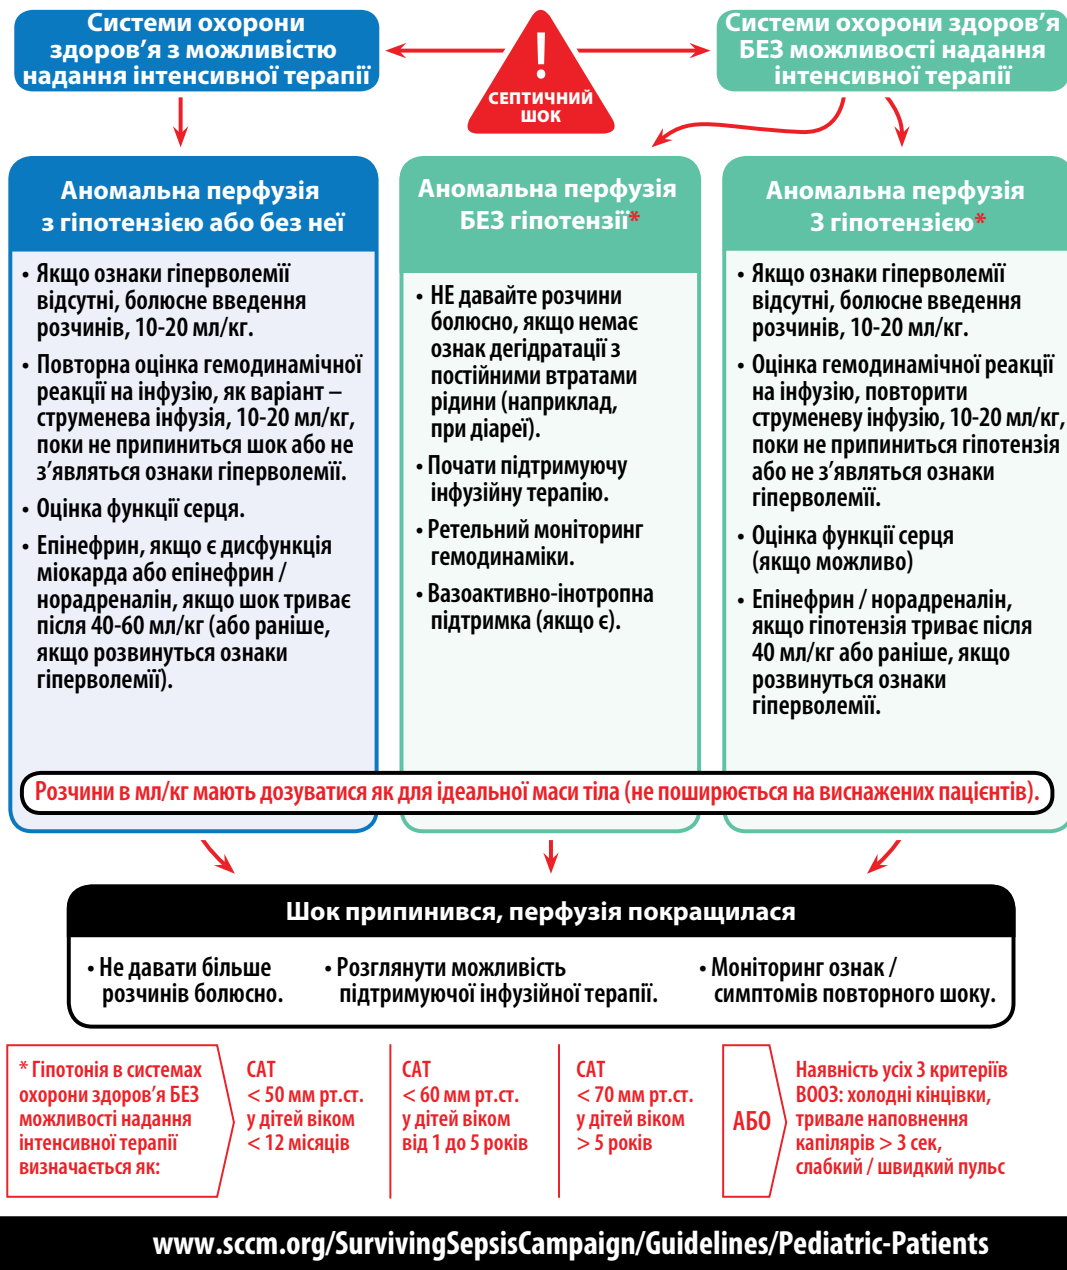 Системи охорони
здоров’я з можливістю
надання інтенсивної терапії
!
СЕПТИЧНИЙ
ШОК
Системи охорони здоров’я
БЕЗ можливості надання
інтенсивної терапії
Аномальна перфузія
з гіпотензією або без неї
• Якщо ознаки гіперволемії
відсутні, болюсне введення
розчинів, 10-20 мл/кг.
• Повторна оцінка гемодинамічної
реакції на інфузію, як варіант –
струменева інфузія, 10-20 мл/кг,
поки не припиниться шок або не
з’являться ознаки гіперволемії.
• Оцінка функції серця.
• Епінефрин, якщо є дисфункція
міокарда або епінефрин /
норадреналін, якщо шок триває
після 40-60 мл/кг (або раніше,
якщо розвинуться ознаки
гіперволемії).
Аномальна перфузія
БЕЗ гіпотензії*
• НЕ давайте розчини
болюсно, якщо немає
ознак дегідратації з
постійними втратами
рідини (наприклад,
при діареї).
• Почати підтримуючу
інфузійну терапію.
• Ретельний моніторинг
гемодинаміки.
• Вазоактивно-інотропна
підтримка (якщо є).
Аномальна перфузія
З гіпотензією*
• Якщо ознаки гіперволемії
відсутні, болюсне введення
розчинів, 10-20 мл/кг.
• Оцінка гемодинамічної реакції
на інфузію, повторити
струменеву інфузію, 10-20 мл/кг,
поки не припиниться гіпотензія
або не з’являться ознаки
гіперволемії.
• Оцінка функції серця
(якщо можливо)
• Епінефрин / норадреналін,
якщо гіпотензія триває після
40 мл/кг або раніше, якщо
розвинуться ознаки
гіперволемії.
Розчини в мл/кг мають дозуватися як для ідеальної маси тіла (не поширюється на виснажених пацієнтів).
Шок припинився, перфузія покращилася
• Не давати більше
розчинів болюсно.
• Розглянути можливість
підтримуючої інфузійної терапії.
• Моніторинг ознак /
симптомів повторного шоку.
* Гіпотонія в системах
охорони здоров’я БЕЗ
можливості надання
інтенсивної терапії
визначається як:
САТ
< 50 мм рт.ст.
у дітей віком
< 12 місяців
САТ
< 60 мм рт.ст.
у дітей віком
від 1 до 5 років
САТ
< 70 мм рт.ст.
у дітей віком
> 5 років
АБО
Наявність усіх 3 критеріїв
ВООЗ: холодні кінцівки,
тривале наповнення
капілярів > 3 сек,
слабкий / швидкий пульс
www.sccm.org/SurvivingSepsisCampaign/Guidelines/Pediatric-Patients